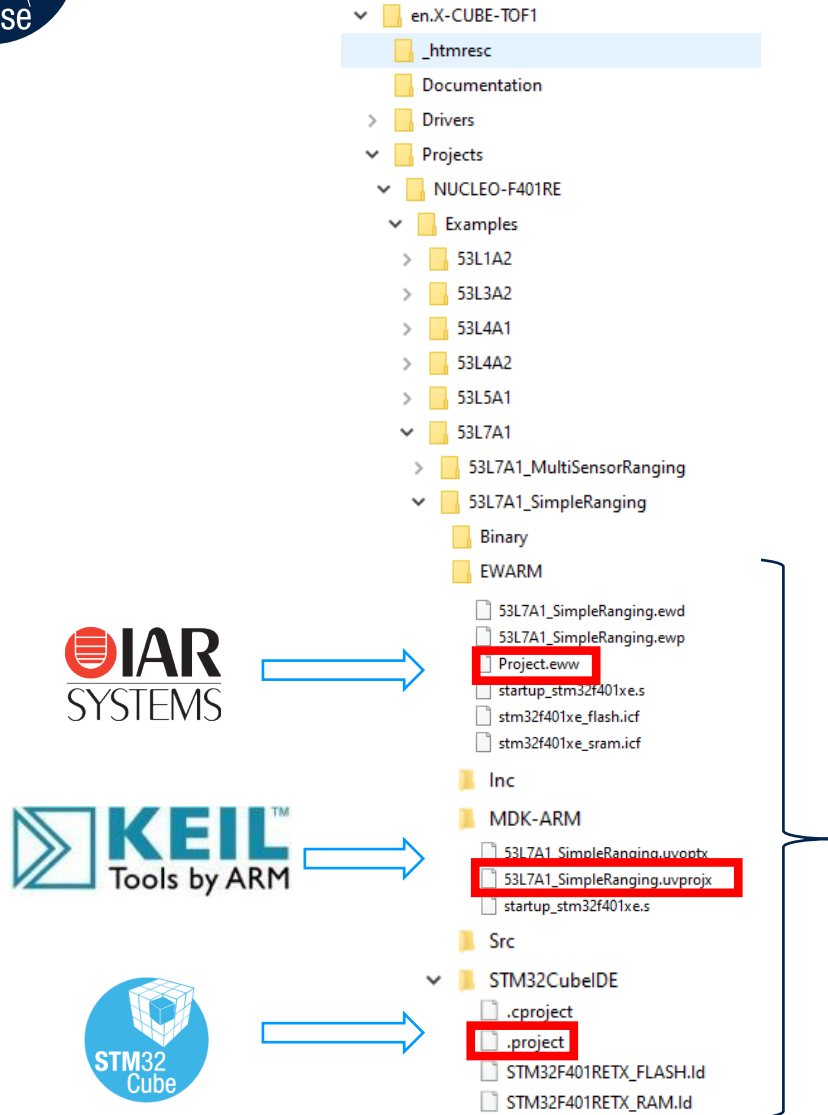 se
en.X-CUBE-TOF1
_htmresc
Documentation
Drivers
Projects
NUCLEO-F401RE
Examples
53L1A2
53L3A2
53L4A1
53L4A2
53L5A1
53L7A1
53L7A1_MultiSensorRanging
53L7A1_SimpleRanging
Binary
EWARM
53L7A1_SimpleRanging.ewd
53L7A1_SimpleRanging.ewp
Project.eww
startup_stm32f401xe.s
stm32f401xe_flash.icf
stm32f401xe_sram.icf
IAR
SYSTEMS
Inc
MDK-ARM
53L7A1_SimpleRanging.uvoptx
53L7A1_SimpleRanging.uvprojx
startup_stm32f401xe.s
KEIL™
Tools by ARM
Src
STM32CubeIDE
.cproject
.project
STM32F401RETX_FLASH.ld
STM32F401RETX_RAM.ld
STM32
Cube